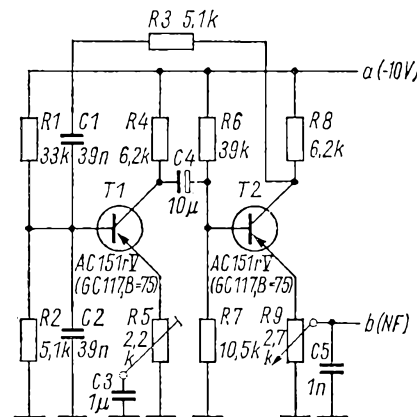 R3 5,1k
a(-10V)
R1
33k
C1
39n
R4
6,2k
C4
10μ
R6
39k
R8
6,2k
T1
T2
AC151rV
(GC117,B=75)
AC151rV
(GC117,B=75)
R2
5,1k
C2
39n
R5
2,2
k
C3
1μ
R7
10,5k
R9
2,7
k
b(NF)
C5
1n